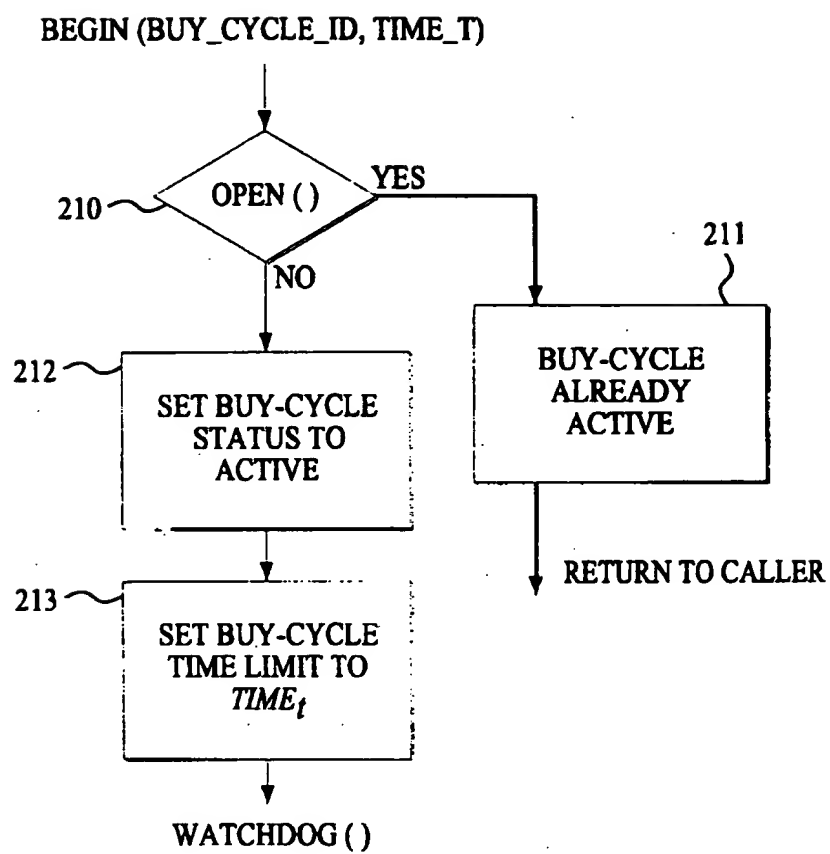 BEGIN (BUY_CYCLE_ID, TIME_T)
OPEN ( )
YES
210
NO
211
212
SET BUY-CYCLE
STATUS TO
ACTIVE
BUY-CYCLE
ALREADY
ACTIVE
RETURN TO CALLER
213
SET BUY-CYCLE
TIME LIMIT TO
TIMEt
WATCHDOG ( )